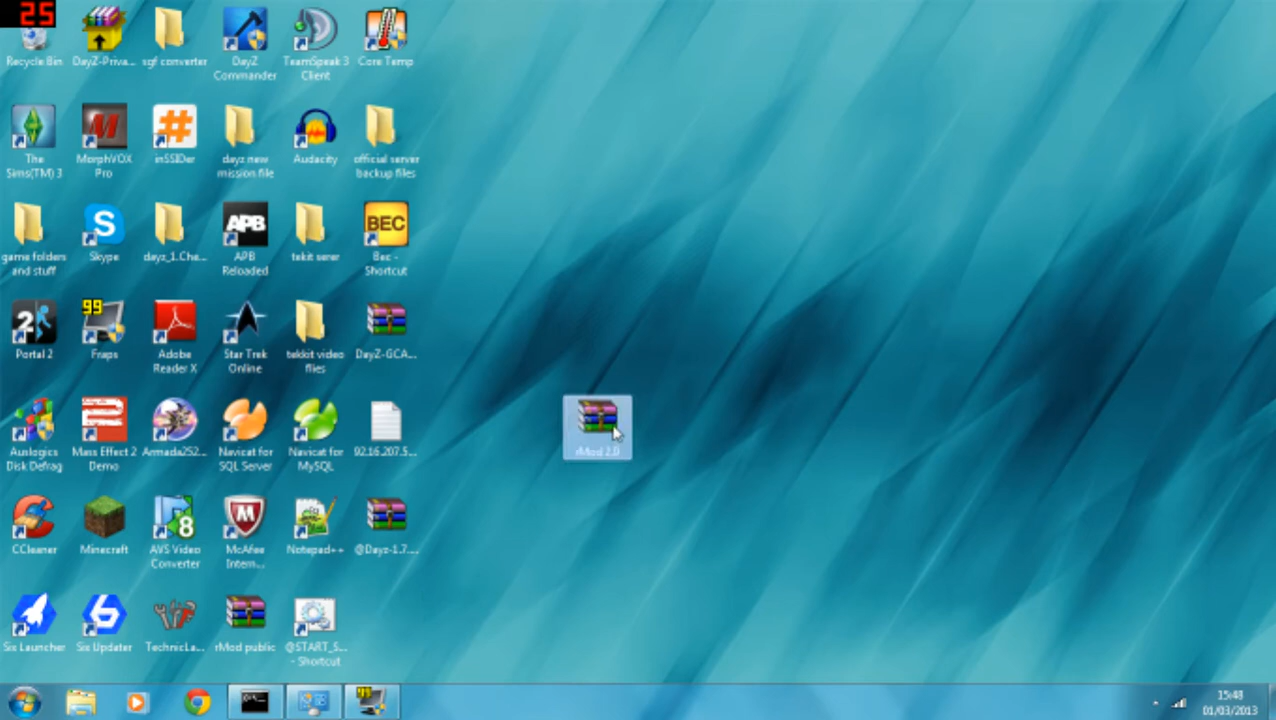 25
Recycle Bin
DayZ-Priva...
sgf converter
DayZ
Commander
TeamSpeak 3
Client
Core Temp
The
Sims(TM) 3
MorphVOX
Pro
inSSIDer
dayz new
mission file
Audacity
official server
backup files
game folders
and stuff
Skype
dayz_1.Che...
APB
APB
Reloaded
tekit serer
BEC
Bec -
Shortcut
2
Portal 2
99
Fraps
Adobe
Reader X
Star Trek
Online
tekkit video
files
DayZ-GCA...
Auslogics
Disk Defrag
Mass Effect 2
Demo
Armada252...
Navicat for
SQL Server
Navicat for
MySQL
92.16.207.5...
rMod 2.0
CCleaner
Minecraft
8
AVS Video
Converter
McAfee
Intern...
Notepad++
@Dayz-1.7....
Six Launcher
Six Updater
TechnicLa...
rMod public
@START_S...
- Shortcut
99
15:48
01/03/2013